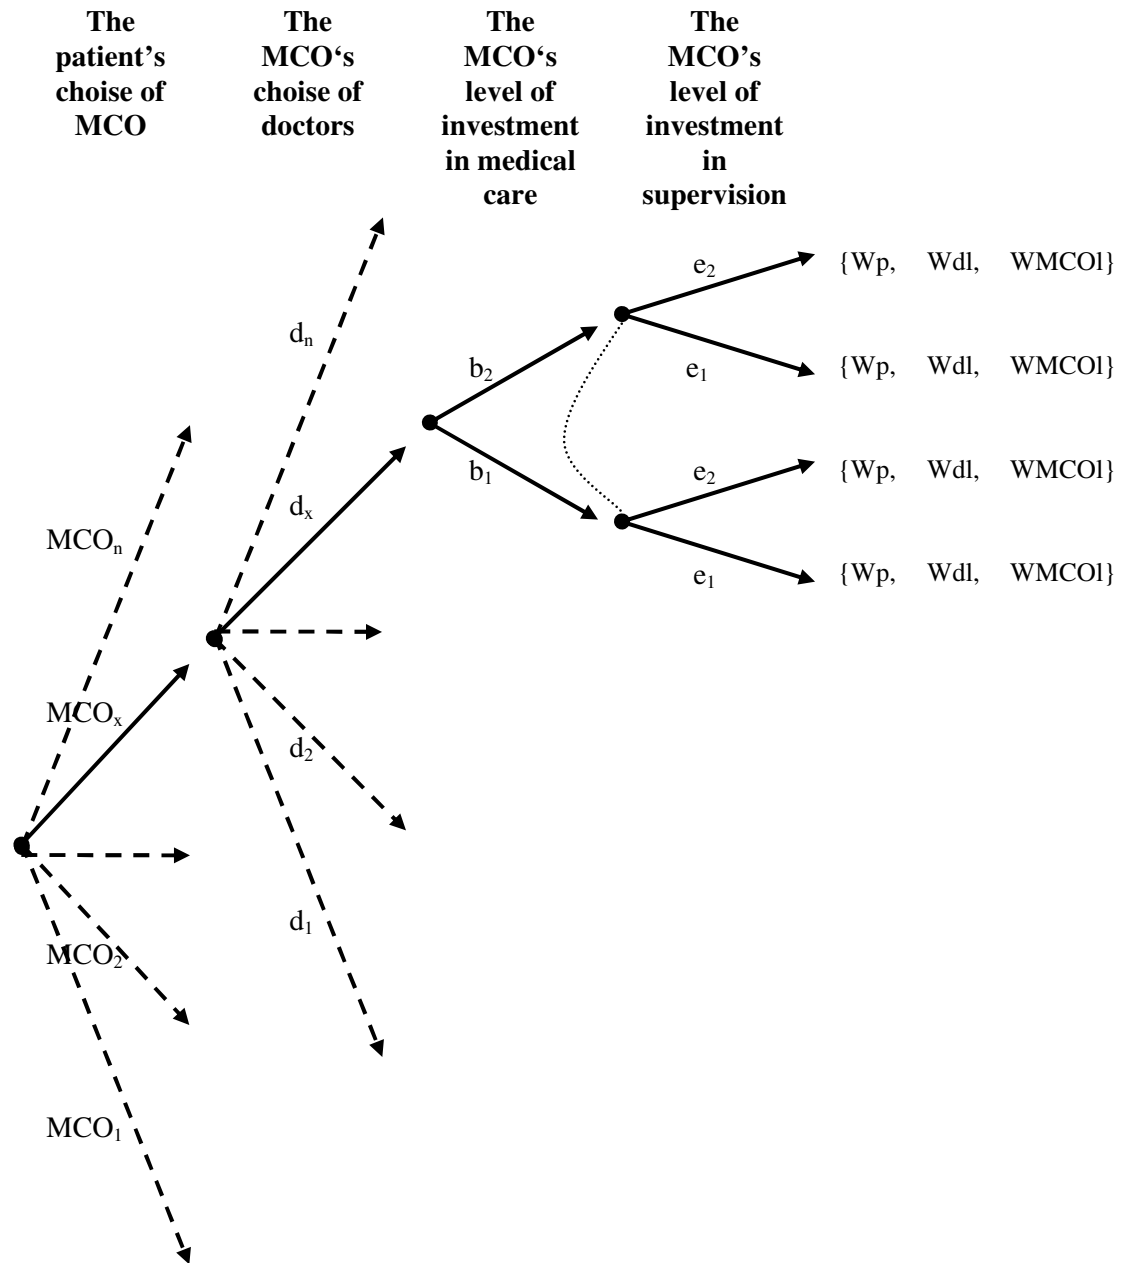 The
patient’s
choise of
MCO
The
MCO‘s
choise of
doctors
The
MCO‘s
level of
investment
in medical
care
The
MCO’s
level of
investment
in
supervision
e2
{Wp, Wdl, WMCOl}
dn
b2
e1
{Wp, Wdl, WMCOl}
b1
e2
{Wp, Wdl, WMCOl}
dx
MCOn
e1
{Wp, Wdl, WMCOl}
MCOx
d2
d1
MCO2
MCO1